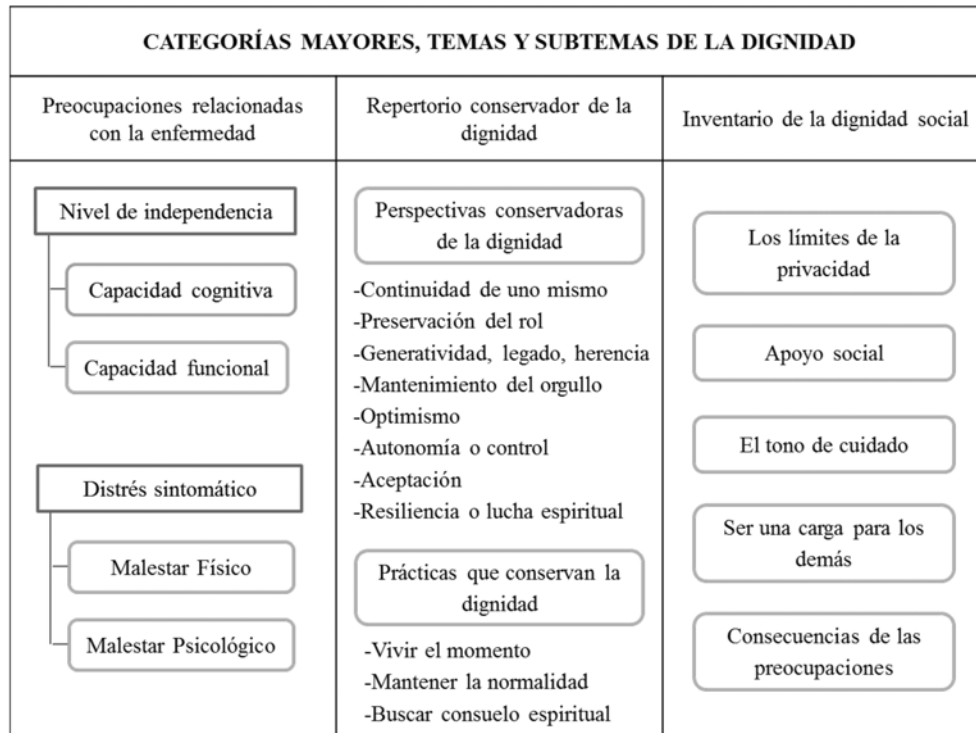 CATEGORÍAS MAYORES, TEMAS Y SUBTEMAS DE LA DIGNIDAD
Preocupaciones relacionadas
con la enfermedad
Nivel de independencia
Capacidad cognitiva
Capacidad funcional
Distrés sintomático
Malestar Físico
Malestar Psicológico
Repertorio conservador de la
dignidad
Perspectivas conservadoras
de la dignidad
-Continuidad de uno mismo
-Preservación del rol
-Generatividad, legado, herencia
-Mantenimiento del orgullo
-Optimismo
-Autonomía o control
-Aceptación
-Resiliencia o lucha espiritual
Prácticas que conservan la
dignidad
-Vivir el momento
-Mantener la normalidad
-Buscar consuelo espiritual
Inventario de la dignidad social
Los límites de la
privacidad
Apoyo social
El tono de cuidado
Ser una carga para los
demás
Consecuencias de las
preocupaciones